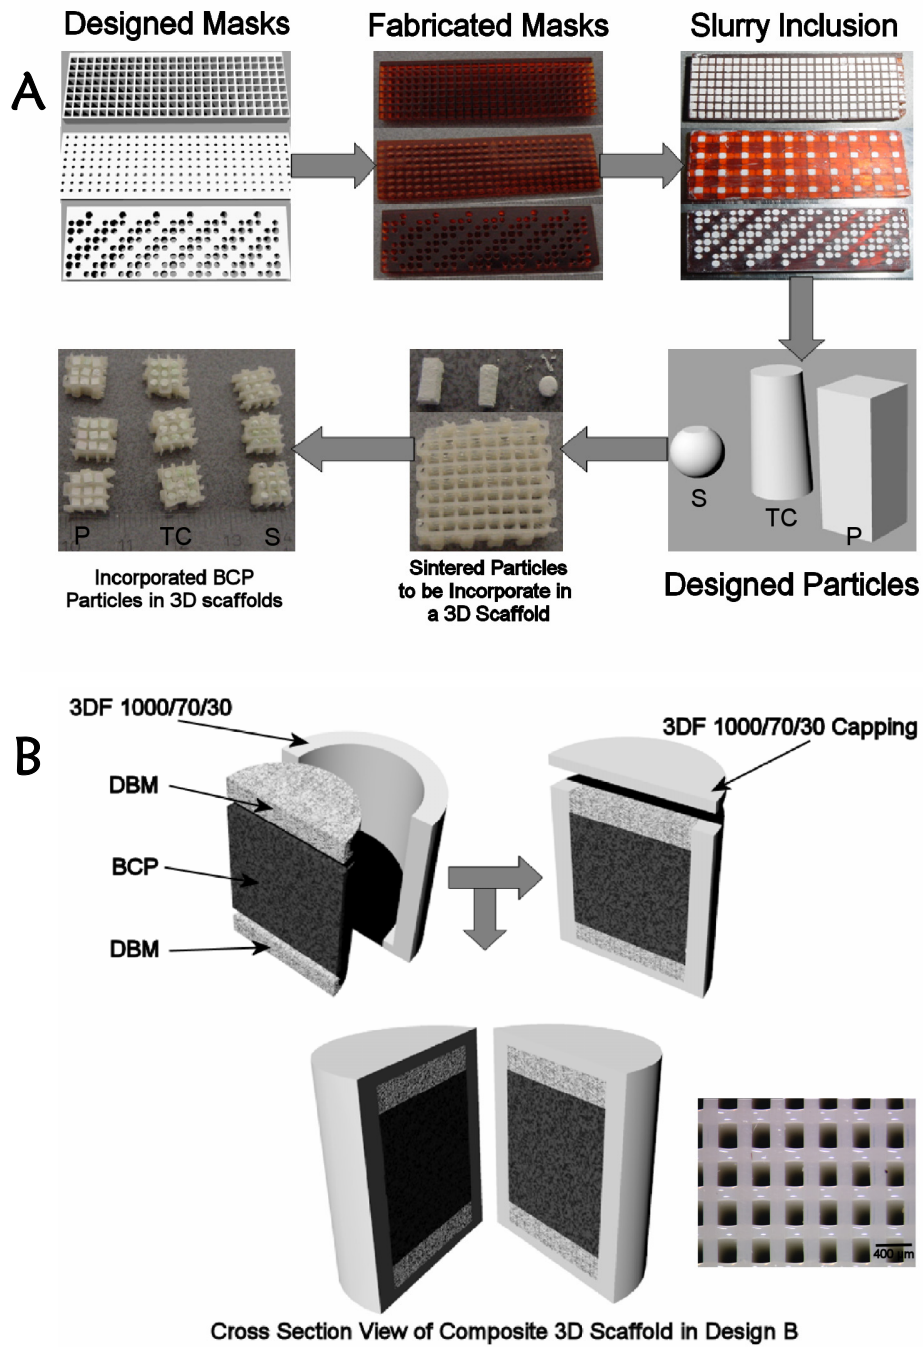 Designed Masks
Fabricated Masks
Slurry Inclusion
A
P
TC
S
S
TC
P
Incorporated BCP
Particles in 3D scaffolds
Sintered Particles
to be Incorporate in
a 3D Scaffold
Designed Particles
B
3DF 1000/70/30
DBM
BCP
DBM
3DF 1000/70/30 Capping
400 µm
Cross Section View of Composite 3D Scaffold in Design B